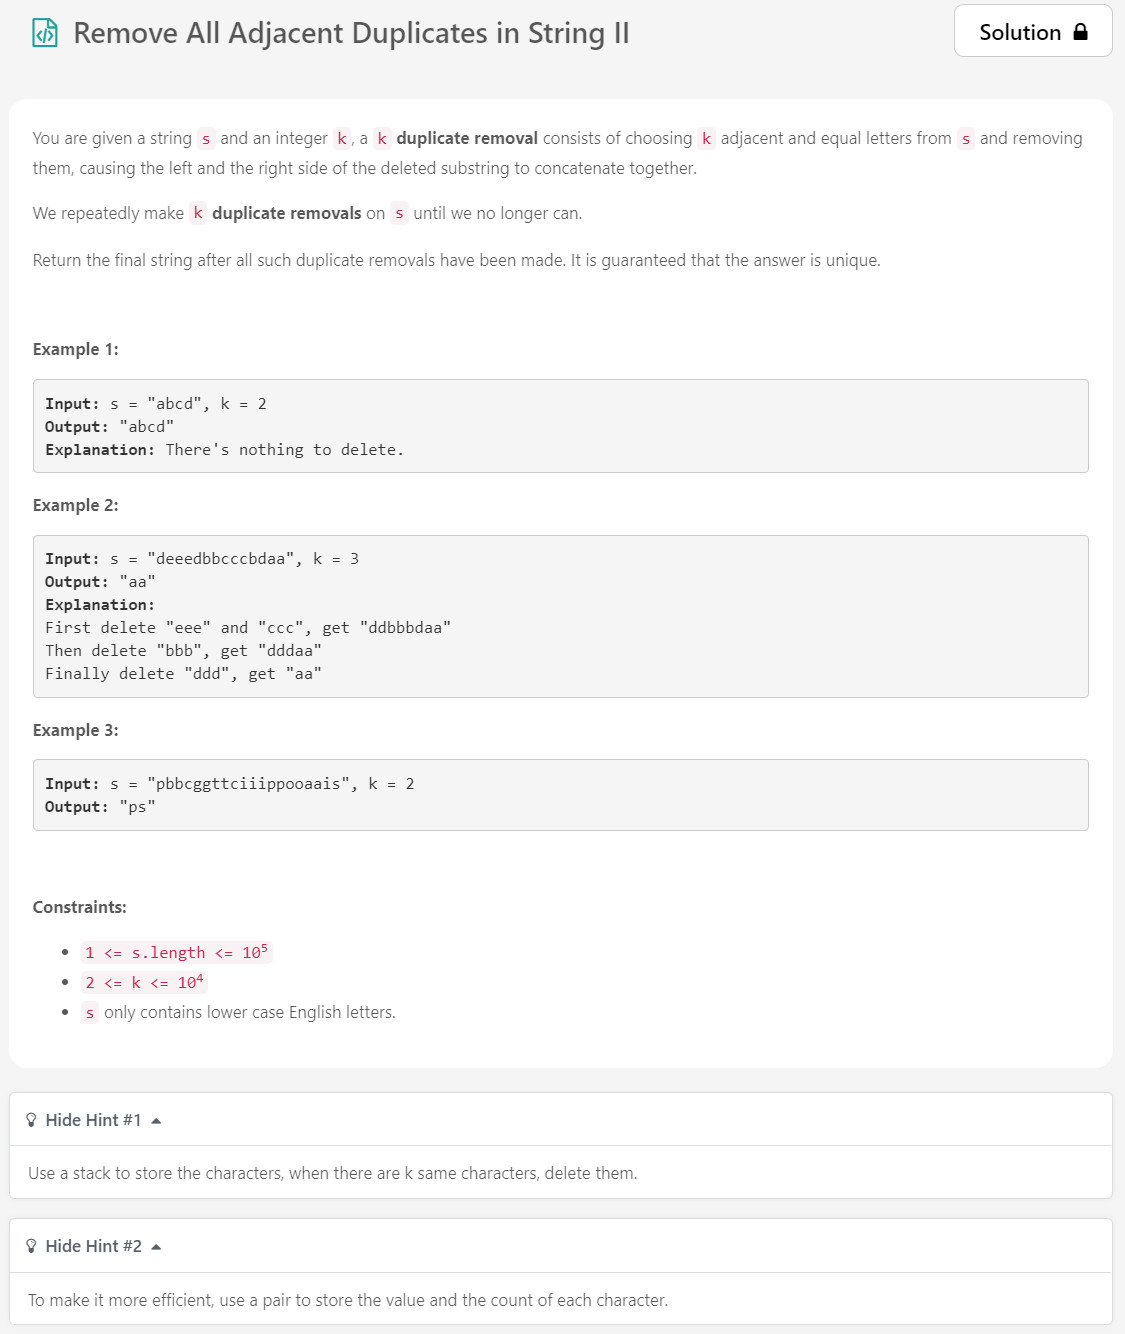 Remove All Adjacent Duplicates in String II
Solution
You are given a string s and an integer k, a k duplicate removal consists of choosing k adjacent and equal letters from s and removing
them, causing the left and the right side of the deleted substring to concatenate together.
We repeatedly make k duplicate removals on s until we no longer can.
Return the final string after all such duplicate removals have been made. It is guaranteed that the answer is unique.
Example 1:
Input: s = "abcd", k = 2
Output: "abcd"
Explanation: There's nothing to delete.
Example 2:
Input: s = "deeedbbcccbdaa", k = 3
Output: "aa"
Explanation:
First delete "eee" and "ccc", get "ddbbbdaa"
Then delete "bbb", get "dddaa"
Finally delete "ddd", get "aa"
Example 3:
Input: s = "pbbcggttciiippooaais", k = 2
Output: "ps"
Constraints:
1 <= s.length <= 10⁵
2 <= k <= 10⁴
s only contains lower case English letters.
Hide Hint #1
Use a stack to store the characters, when there are k same characters, delete them.
Hide Hint #2
To make it more efficient, use a pair to store the value and the count of each character.